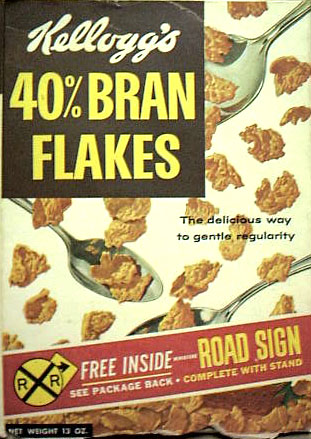 Kellogg's
40% BRAN
FLAKES
The delicious way
to gentle regularity
FREE INSIDE MINIATURE ROAD SIGN
SEE PACKAGE BACK • COMPLETE WITH STAND
R R
NET WEIGHT 13 OZ.